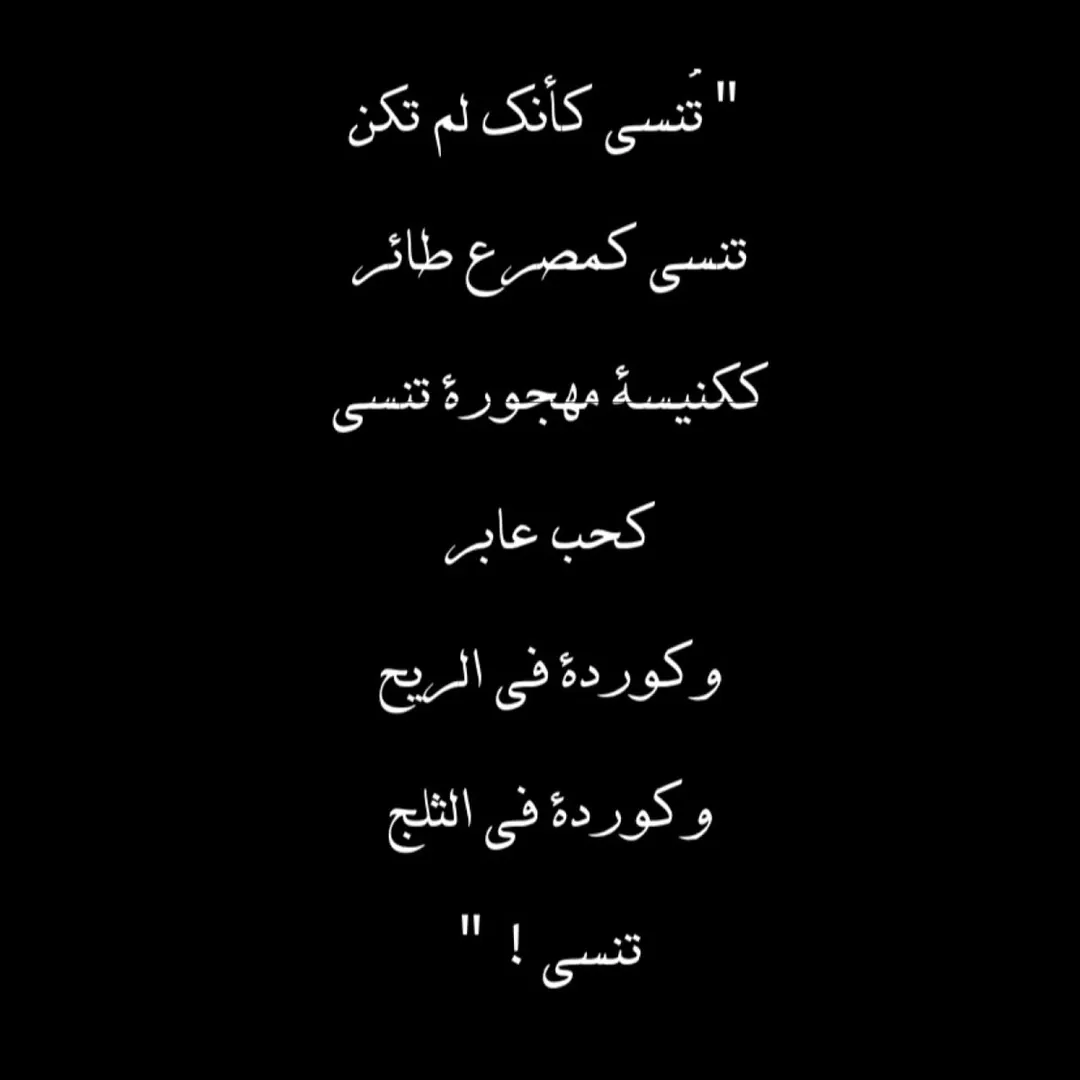 "تُنسى كأنك لم تكن
تنسى كمصرع طائر
ككنيسة مهجورة تنسى
كحب عابر
وكوردة في الريح
وكوردة في الثلج
تنسى ! "